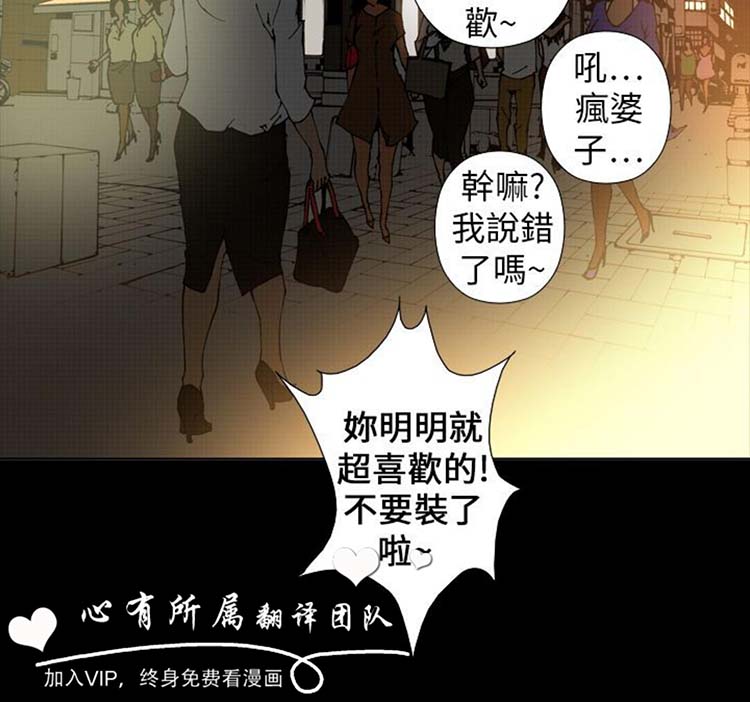 歡~
吼...
瘋婆
子...
幹嘛?
我說錯
了嗎~
妳明明就
超喜歡的!
不要裝了
啦~
心有所属翻译团队
加入VIP，终身免费看漫画